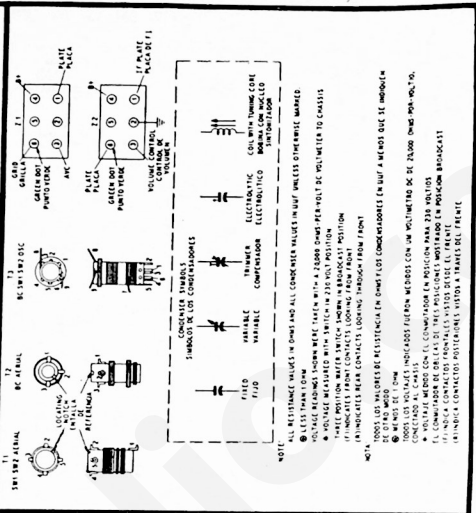 T1
SW1 SW2 AERIAL
T2
BC AERIAL
T3
BC SW1 SW2 OSC
LOCATING
NOTCH
ENTALLA
DE
REFERENCIA
Z1
GRID
GRILLA
B+
GREEN DOT
PUNTO VERDE
PLATE
PLACA
AVC
Z2
PLATE
PLACA
B+
GREEN DOT
PUNTO VERDE
IF PLATE
PLACA DE FI
VOLUME CONTROL
CONTROL DE
VOLUMEN
CONDENSER SYMBOLS
SIMBOLOS DE LOS CONDENSADORES
FIXED
FIJO
VARIABLE
VARIABLE
TRIMMER
COMPENSADOR
ELECTROLYTIC
ELECTROLITICO
COIL WITH TUNING CORE
BOBINA CON NUCLEO
SINTONIZADOR
NOTE:
ALL RESISTANCE VALUES IN OHMS AND ALL CONDENSER VALUES IN UUF UNLESS OTHERWISE MARKED.
LESS THAN 1 OHM
VOLTAGE READINGS SHOWN WERE TAKEN WITH A 20,000 OHMS-PER-VOLT DC VOLTMETER TO CHASSIS
VOLTAGE MEASURED WITH SWITCH IN 230 VOLT POSITION
THREE POSITION WAFER SWITCH SHOWN IN BROADCAST POSITION
(F) INDICATES FRONT CONTACTS LOOKING FROM FRONT
(R) INDICATES REAR CONTACTS LOOKING THROUGH FROM FRONT
NOTA
TODOS LOS VALORES DE RESISTENCIA EN OHMS Y LOS CONDENSADORES EN UUF A MENOS QUE SE INDIQUEN
DE OTRO MODO
MENOS DE 1 OHM
TODOS LOS VOLTAJES INDICADOS FUERON MEDIDOS CON UM VOLTIMETRO DE DE 20,000 OHMS-POR-VOLTIO,
CONECTADO AL CHASIS
VOLTAJE MEDIDO CON EL CONMUTADOR EN POSICION PARA 230 VOLTIOS
EL CONMUTADOR DE OBLEAS DE TRES POSICIONES MOSTRADO EN POSICION BROADCAST
(F) INDICA CONTACTOS FRONTALES VISTOS DESDE EL FRENTE
(R) INDICA CONTACTOS POSTERIORES VISTOS A TRAVES DEL FRENTE